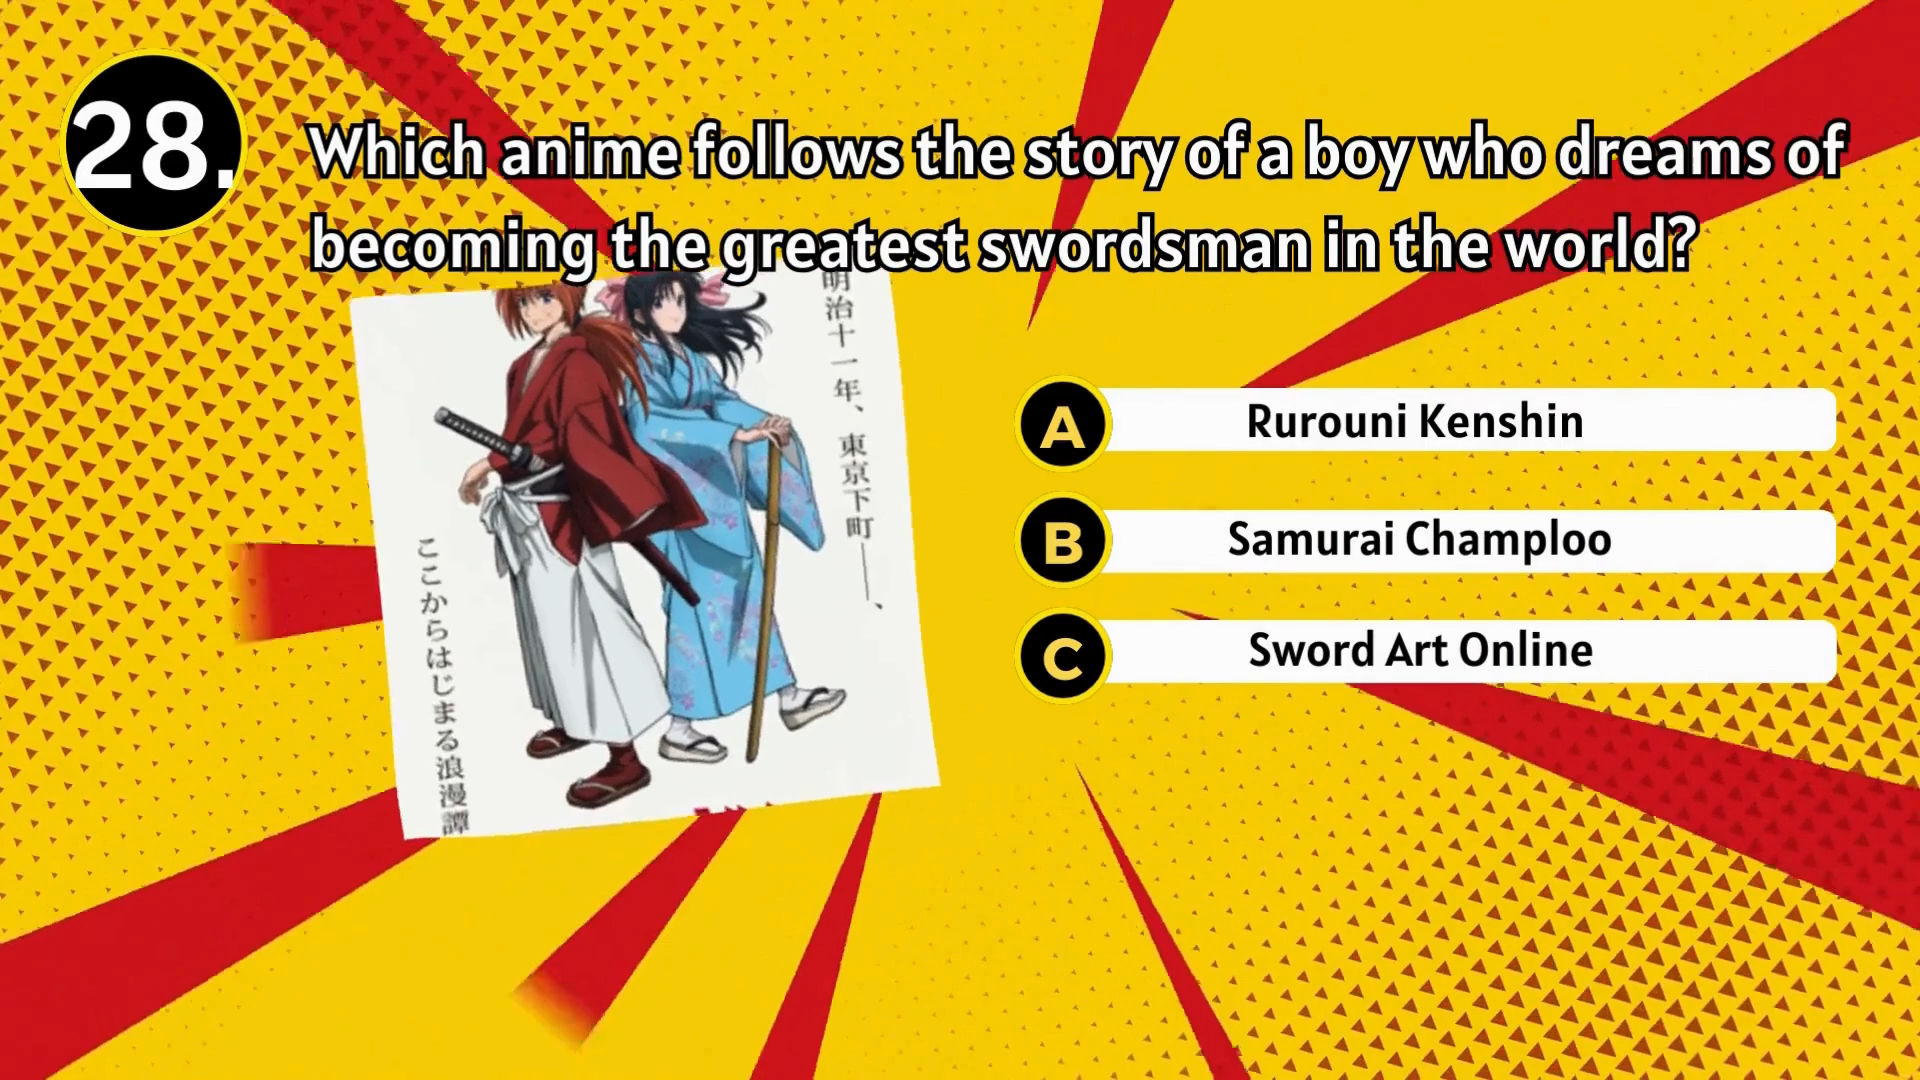 28.
Which anime follows the story of a boy who dreams of
becoming the greatest swordsman in the world?
明治十一年、東京下町――、
ここからはじまる浪漫譚
A
Rurouni Kenshin
B
Samurai Champloo
C
Sword Art Online